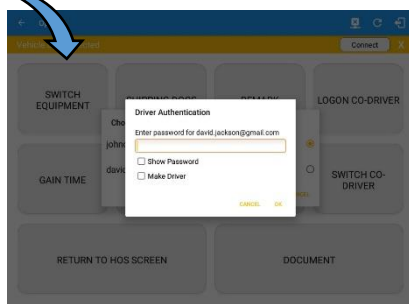 Connect X
SWITCH
EQUIPMENT
LOGON CO-DRIVER
Driver Authentication
Enter password for david.jackson@gmail.com
Show Password
Make Driver
CANCEL OK
GAIN TIME
SWITCH CO-
DRIVER
RETURN TO HOS SCREEN
DOCUMENT